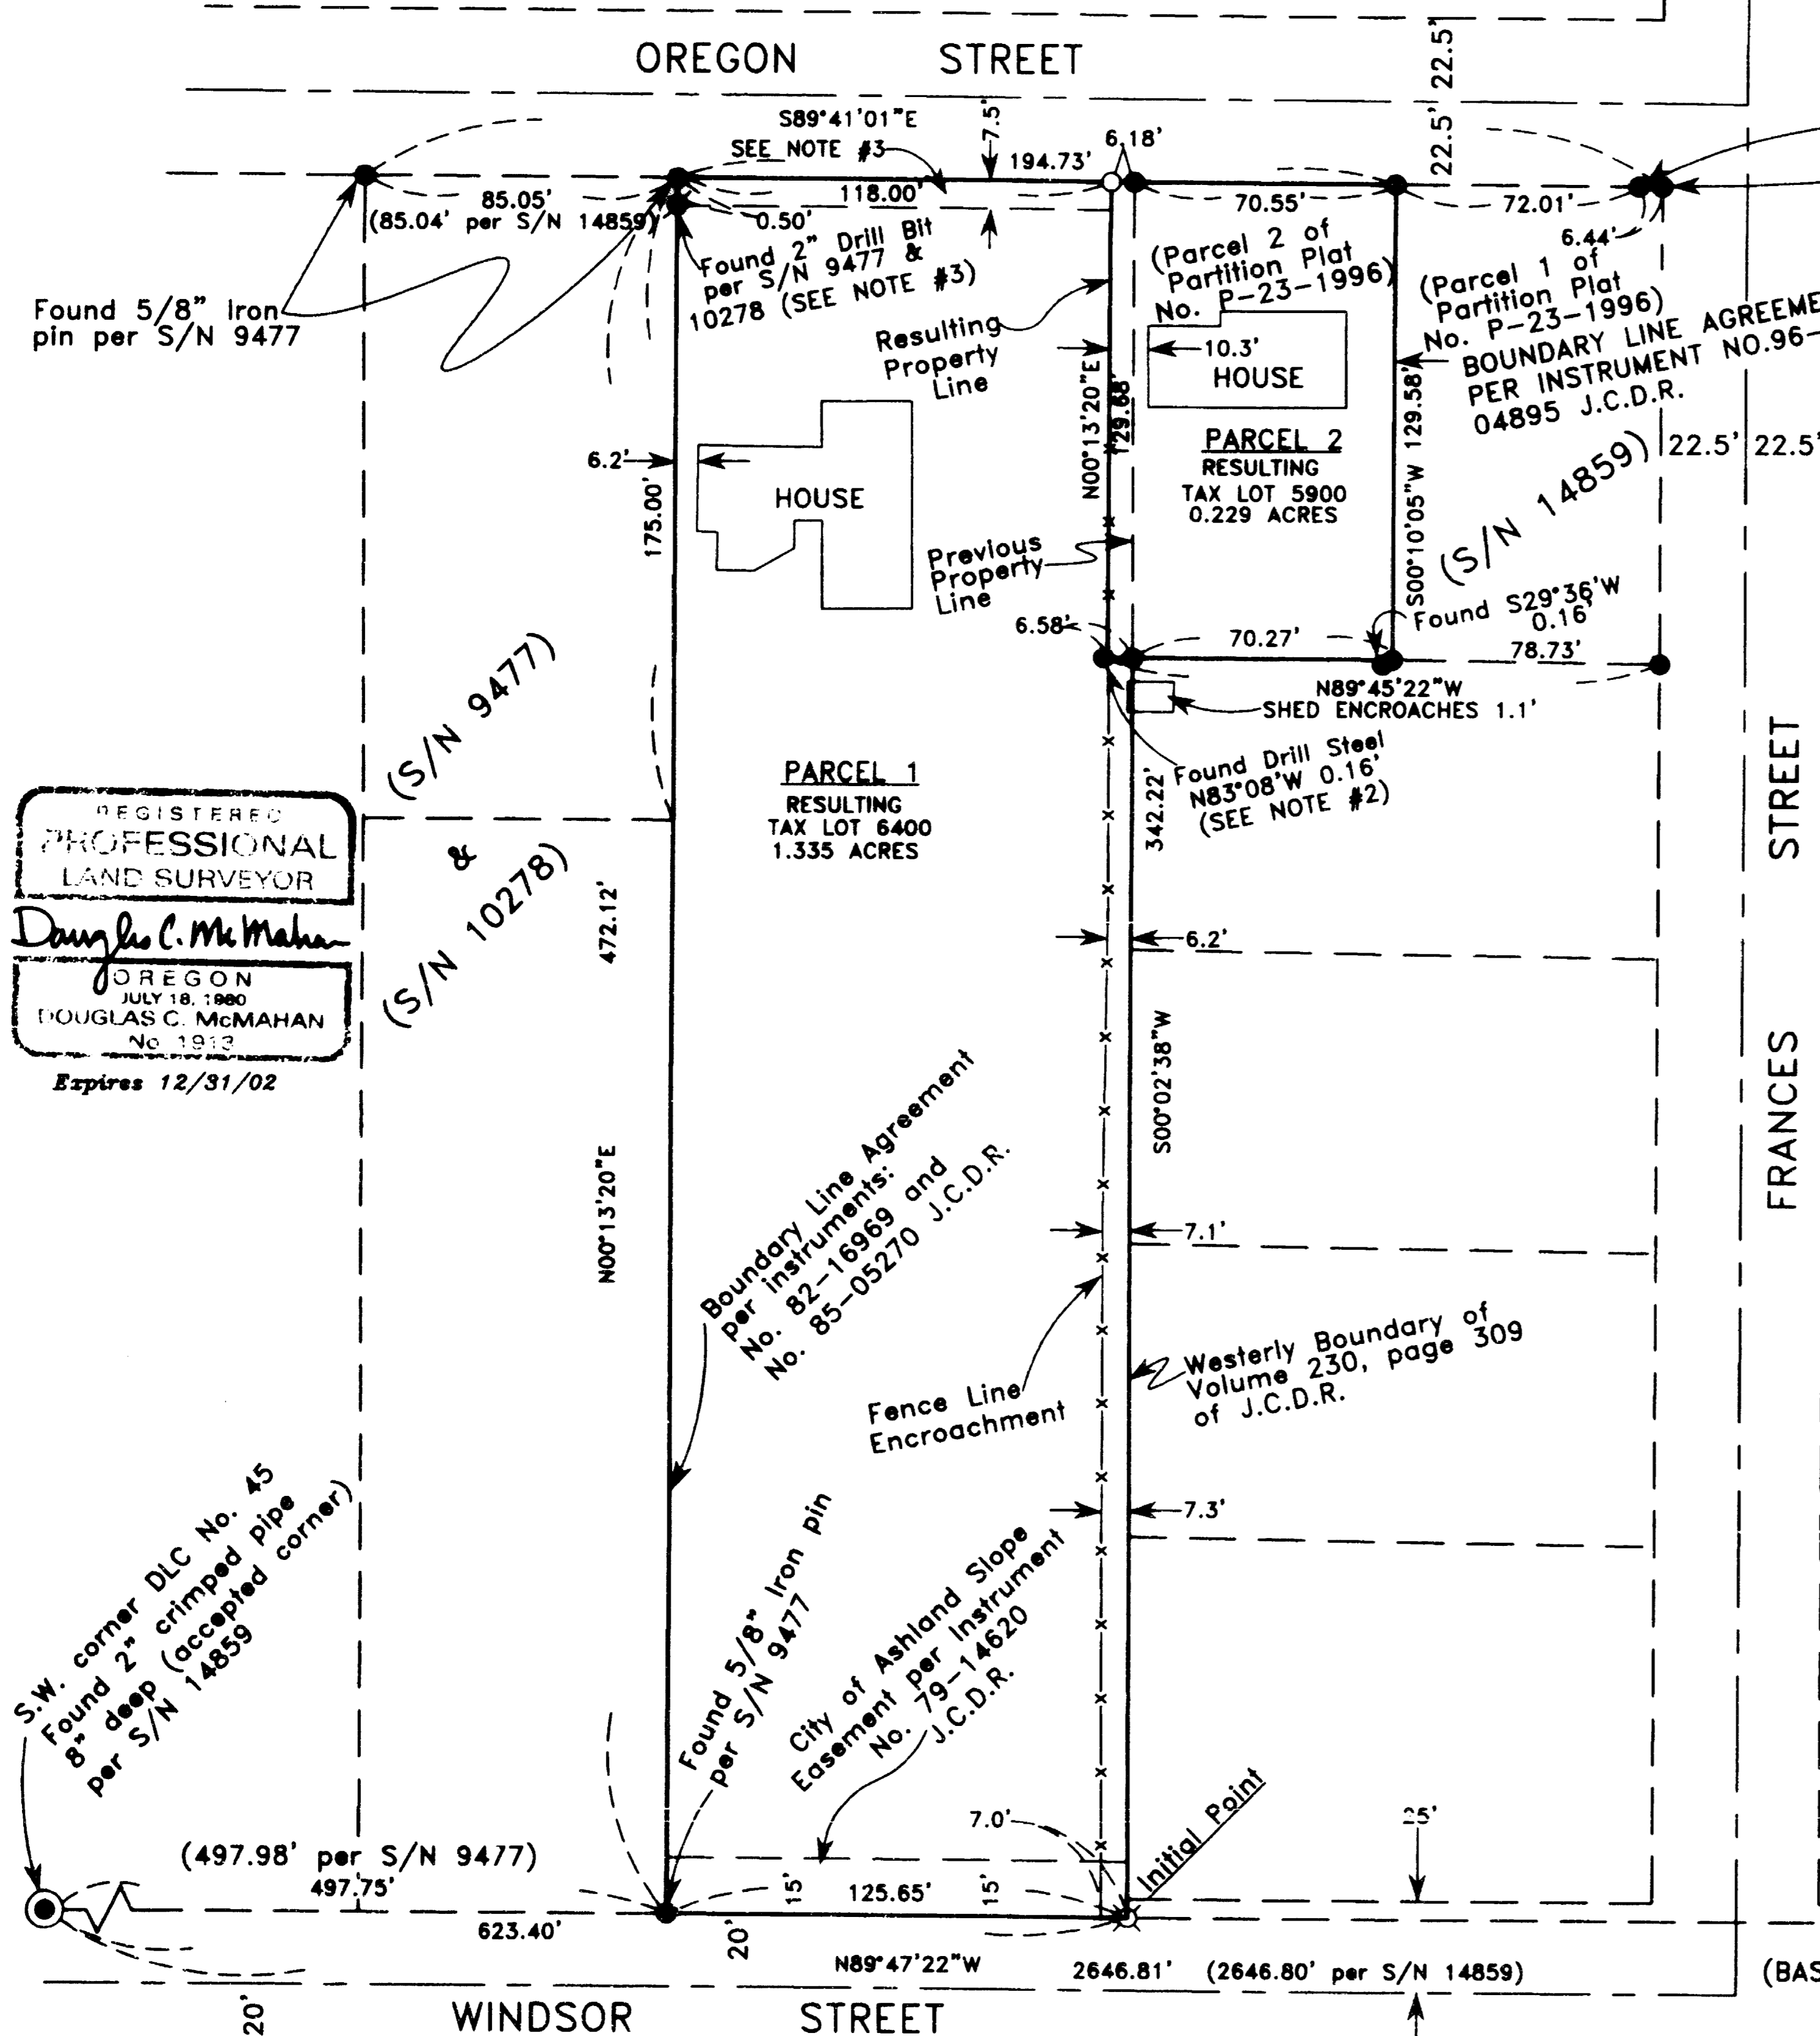 OREGON STREET
22.5' 22.5'
S89°41'01"E
SEE NOTE #3
7.5'
194.73'
6.18'
85.05'
(85.04' per S/N 14859)
118.00'
0.50'
70.55'
72.01'
6.44'
Found 5/8" Iron
pin per S/N 9477
Found 2" Drill Bit
per S/N 9477 &
10278 (SEE NOTE #3)
Resulting
Property
Line
(Parcel 2 of
Partition Plat
No. P-23-1996)
(Parcel 1 of
Partition Plat
No. P-23-1996)
BOUNDARY LINE AGREEME
PER INSTRUMENT NO.96-
04895 J.C.D.R.
10.3'
HOUSE
N00°13'20"E
129.68'
PARCEL 2
RESULTING
TAX LOT 5900
0.229 ACRES
S00°10'05"W 129.58'
(S/N 14859)
22.5' 22.5'
6.2'
HOUSE
175.00'
Previous
Property
Line
6.58'
70.27'
Found S29°36'W
0.16'
78.73'
N89°45'22"W
SHED ENCROACHES 1.1'
Found Drill Steel
N83°08'W 0.16'
(SEE NOTE #2)
(S/N 9477)
&
(S/N 10278)
PARCEL 1
RESULTING
TAX LOT 6400
1.335 ACRES
342.22'
STREET
FRANCES
REGISTERED
PROFESSIONAL
LAND SURVEYOR
Douglas C. McMahan
OREGON
JULY 18, 1980
DOUGLAS C. McMAHAN
No. 1913
Expires 12/31/02
472.12'
N00°13'20"E
6.2'
S00°02'38"W
Boundary Line Agreement
per instruments:
No. 82-16969 and
No. 85-05270 J.C.D.R.
7.1'
Fence Line
Encroachment
Westerly Boundary of
Volume 230, page 309
of J.C.D.R.
7.3'
S.W. corner DLC No. 45
Found 2" crimped pipe
8" deep (accepted corner)
per S/N 14859
Found 5/8" Iron pin
per S/N 9477
City of Ashland Slope
Easement per Instrument
No. 79-14620
J.C.D.R.
7.0'
Initial Point
25'
(497.98' per S/N 9477)
497.75'
15'
125.65'
15'
623.40'
20'
N89°47'22"W
2646.81' (2646.80' per S/N 14859)
(BAS
20'
WINDSOR STREET